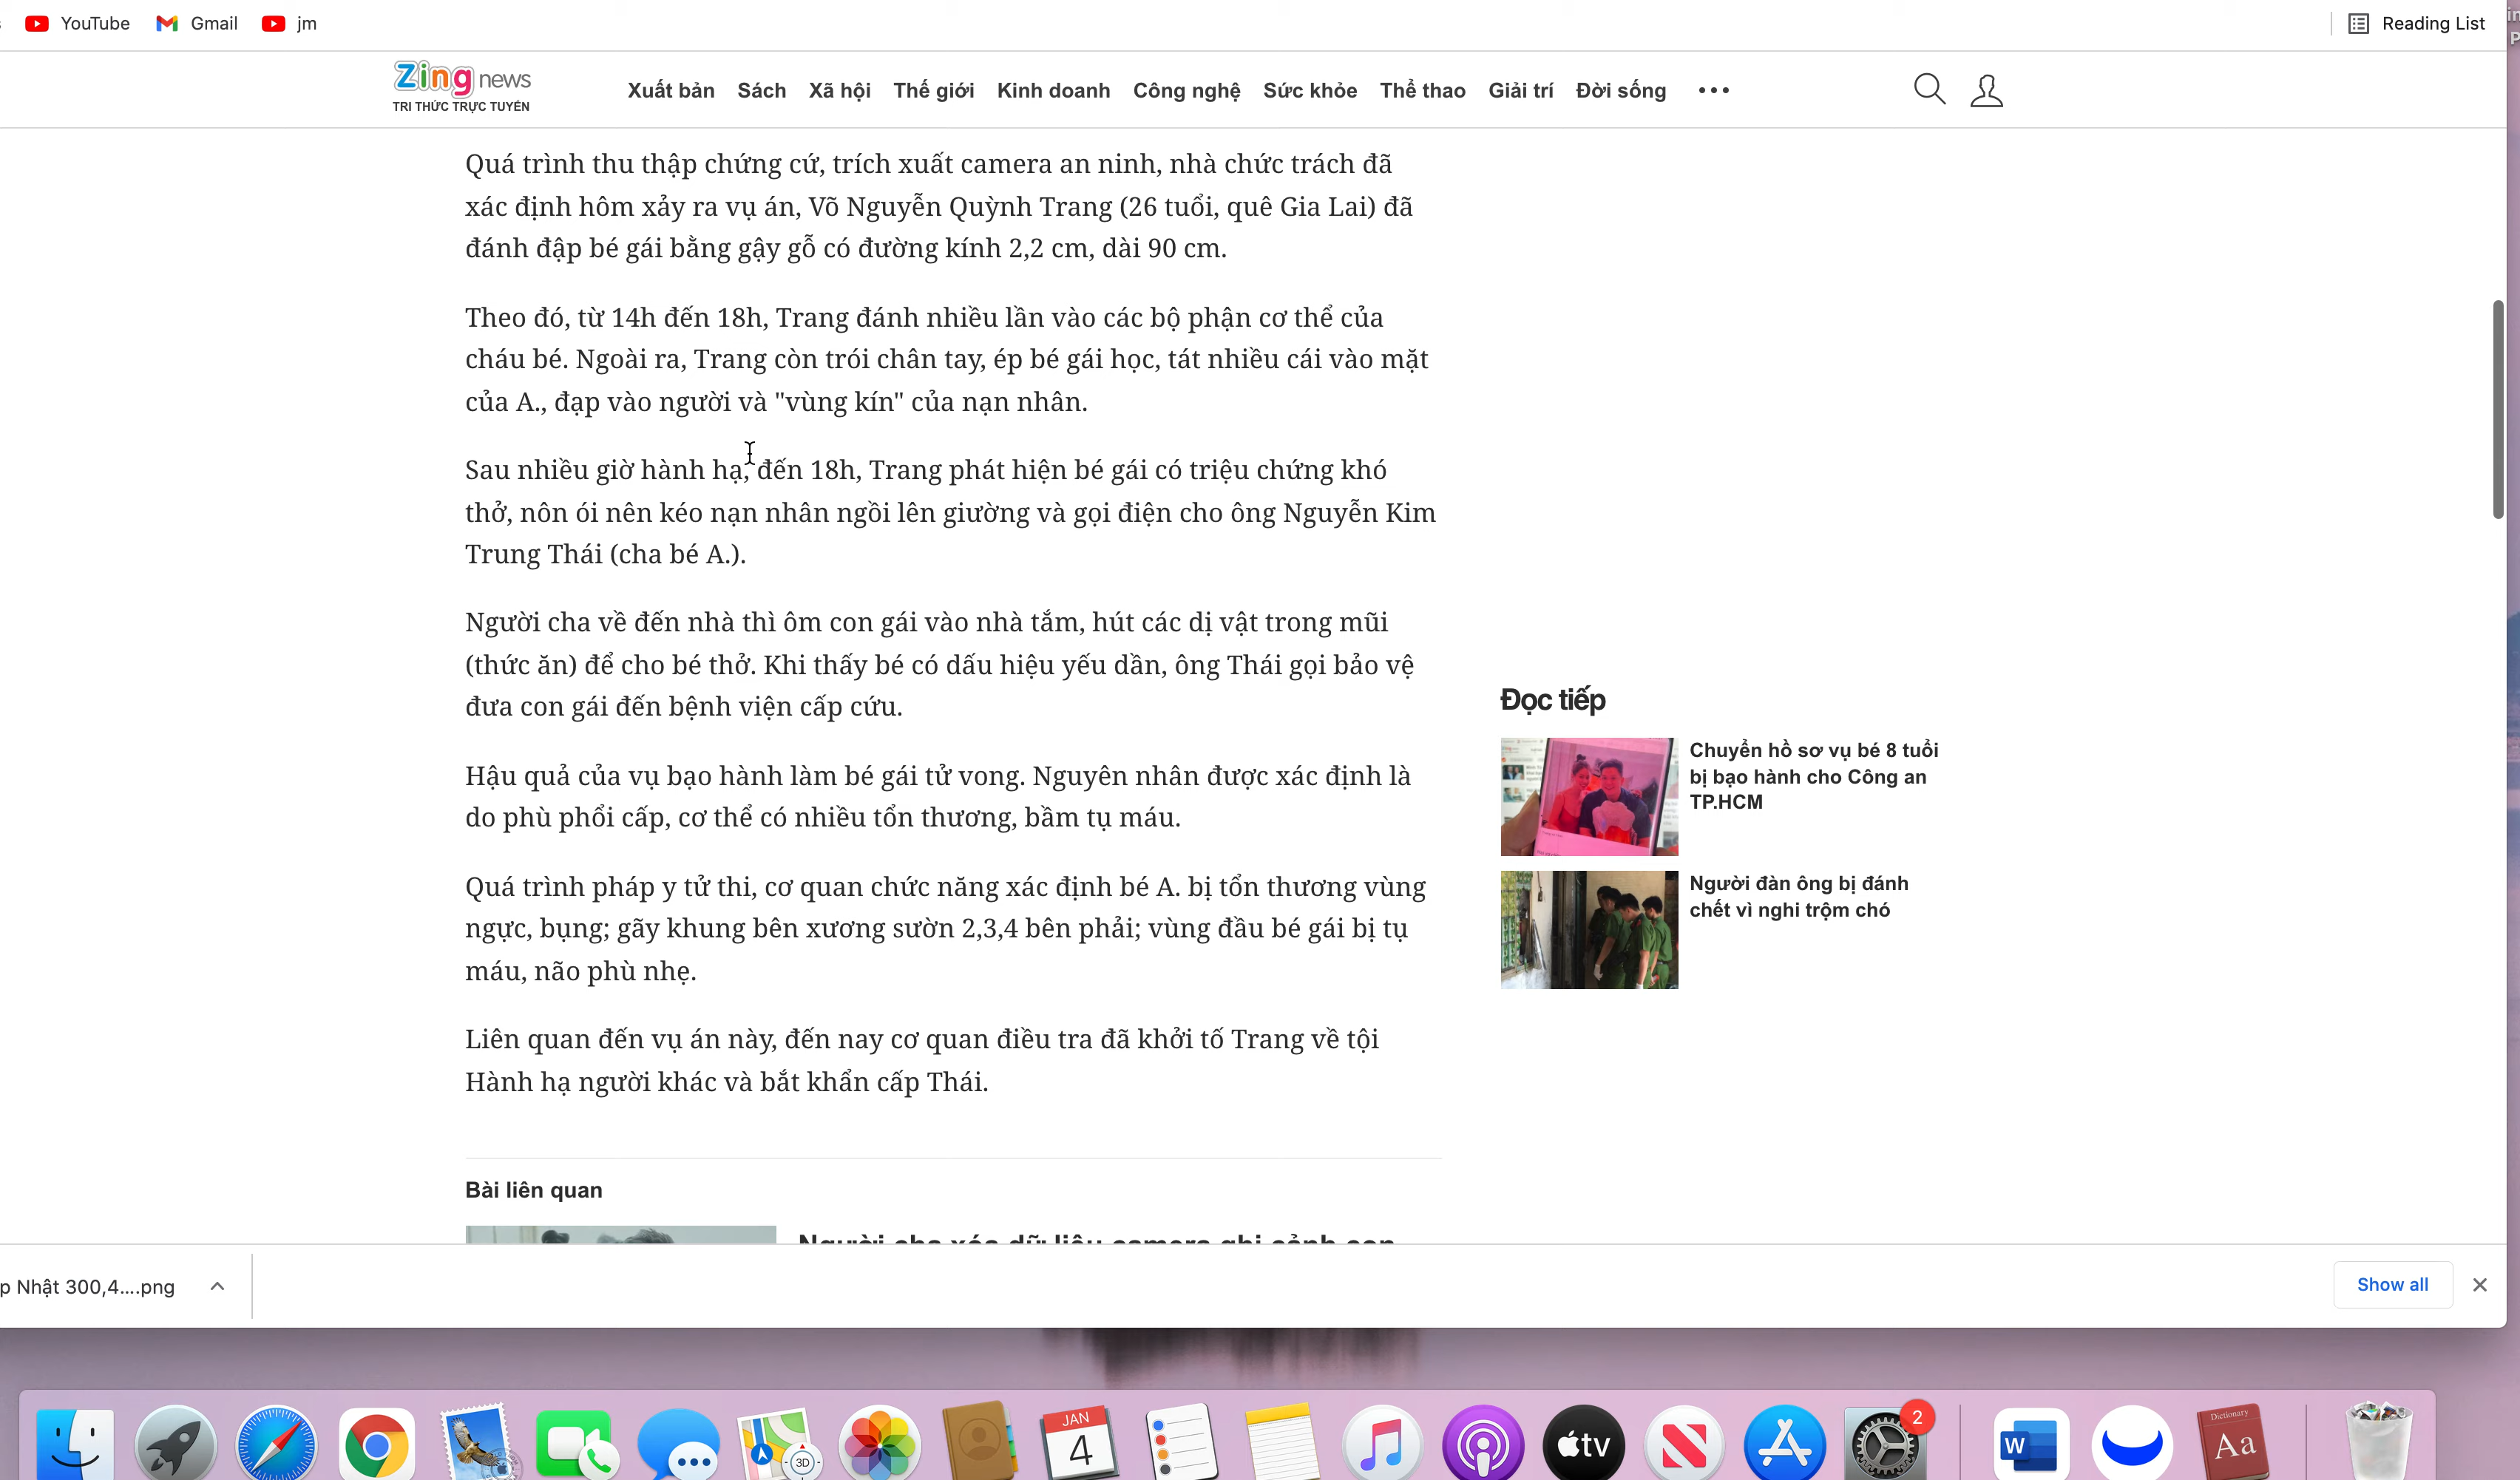 YouTube Gmail jm Reading List
Zing news
TRI THỨC TRỰC TUYẾN
Xuất bản Sách Xã hội Thế giới Kinh doanh Công nghệ Sức khỏe Thể thao Giải trí Đời sống
Quá trình thu thập chứng cứ, trích xuất camera an ninh, nhà chức trách đã
xác định hôm xảy ra vụ án, Võ Nguyễn Quỳnh Trang (26 tuổi, quê Gia Lai) đã
đánh đập bé gái bằng gậy gỗ có đường kính 2,2 cm, dài 90 cm.
Theo đó, từ 14h đến 18h, Trang đánh nhiều lần vào các bộ phận cơ thể của
cháu bé. Ngoài ra, Trang còn trói chân tay, ép bé gái học, tát nhiều cái vào mặt
của A., đạp vào người và "vùng kín" của nạn nhân.
Sau nhiều giờ hành hạ, đến 18h, Trang phát hiện bé gái có triệu chứng khó
thở, nôn ói nên kéo nạn nhân ngồi lên giường và gọi điện cho ông Nguyễn Kim
Trung Thái (cha bé A.).
Người cha về đến nhà thì ôm con gái vào nhà tắm, hút các dị vật trong mũi
(thức ăn) để cho bé thở. Khi thấy bé có dấu hiệu yếu dần, ông Thái gọi bảo vệ
đưa con gái đến bệnh viện cấp cứu.
Hậu quả của vụ bạo hành làm bé gái tử vong. Nguyên nhân được xác định là
do phù phổi cấp, cơ thể có nhiều tổn thương, bầm tụ máu.
Quá trình pháp y tử thi, cơ quan chức năng xác định bé A. bị tổn thương vùng
ngực, bụng; gãy khung bên xương sườn 2,3,4 bên phải; vùng đầu bé gái bị tụ
máu, não phù nhẹ.
Liên quan đến vụ án này, đến nay cơ quan điều tra đã khởi tố Trang về tội
Hành hạ người khác và bắt khẩn cấp Thái.
Đọc tiếp
Chuyển hồ sơ vụ bé 8 tuổi
bị bạo hành cho Công an
TP.HCM
Người đàn ông bị đánh
chết vì nghi trộm chó
Bài liên quan
Người cha xóa dữ liệu camera ghi cảnh con
p Nhật 300,4....png
Show all
JAN
4
3D
tv
2
W
Dictionary
Aa